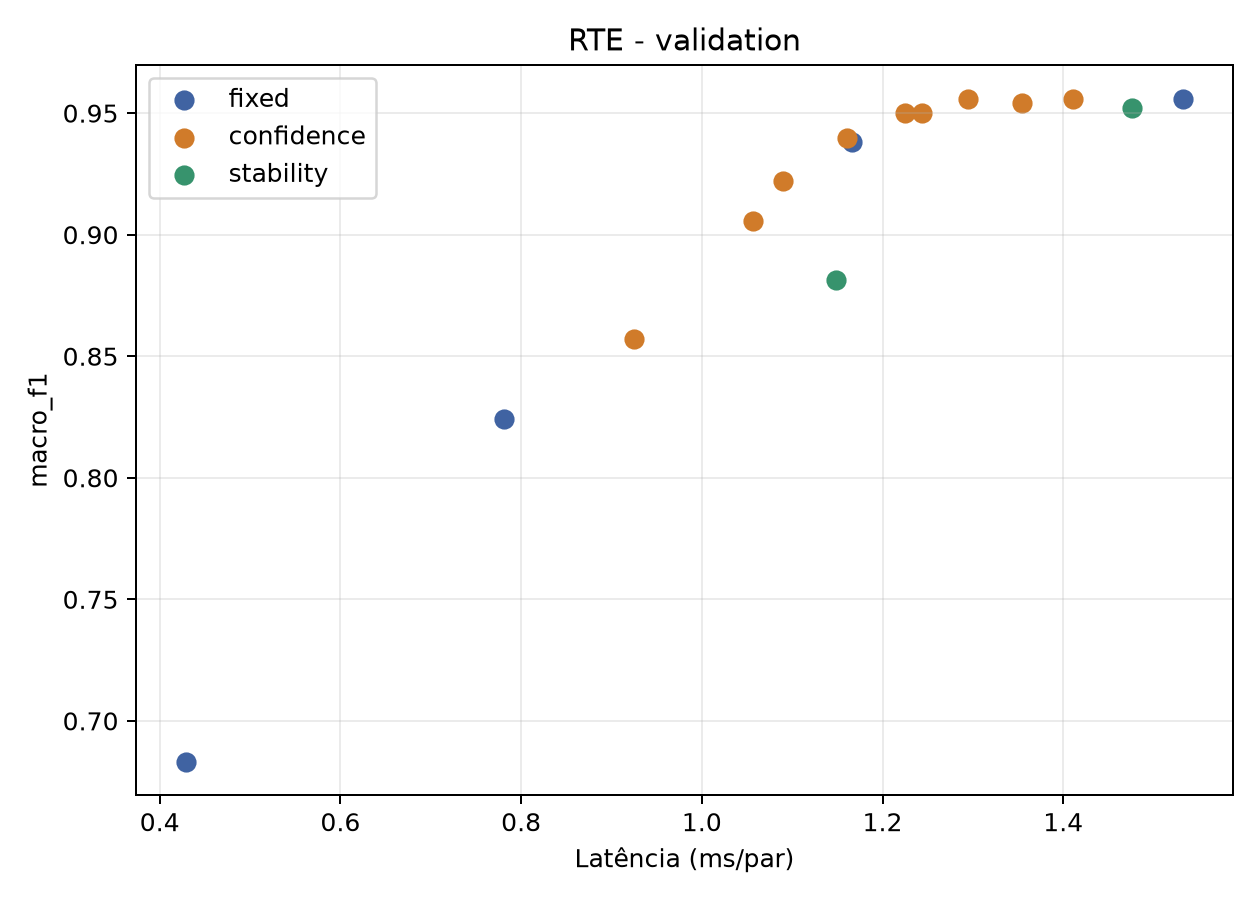 RTE - validation
fixed
confidence
stability
macro_f1
0.95
0.90
0.85
0.80
0.75
0.70
0.4 0.6 0.8 1.0 1.2 1.4
Latência (ms/par)